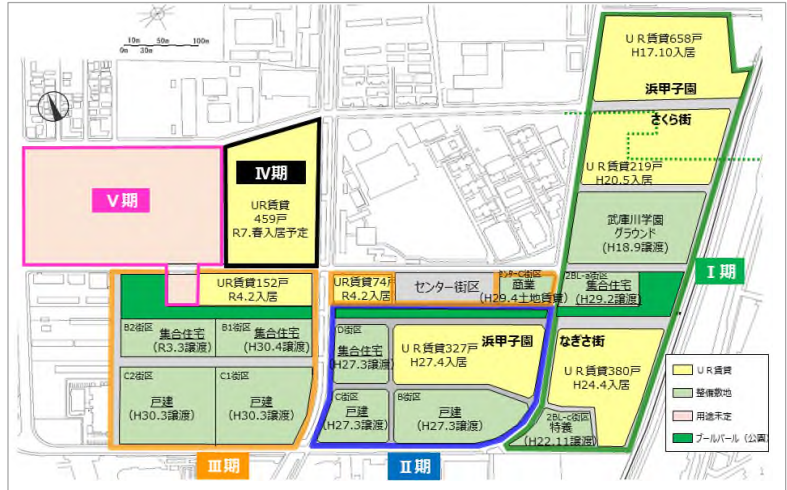 10m 50m 100m
0m 30m
ＵＲ賃貸658戸
H17.10入居
浜甲子園
さくら街
ＵＲ賃貸219戸
H20.5入居
武庫川学園
グラウンド
(H18.9譲渡)
Ⅰ期
Ⅴ期
Ⅳ期
UR賃貸
459戸
R7.春入居予定
UR賃貸152戸
R4.2入居
UR賃貸74戸
R4.2入居
センター街区
センターC街区
商業
(H29.4土地賃貸)
2BL-a街区
集合住宅
(H29.2譲渡)
B2街区
集合住宅
(R3.3譲渡)
B1街区
集合住宅
(H30.4譲渡)
D街区
集合住宅
(H27.3譲渡)
ＵＲ賃貸327戸
H27.4入居
浜甲子園
なぎさ街
ＵＲ賃貸380戸
H24.4入居
C2街区
戸建
(H30.3譲渡)
C1街区
戸建
(H30.3譲渡)
C街区
戸建
(H27.3譲渡)
B街区
戸建
(H27.3譲渡)
2BL-c街区
特養
(H22.11譲渡)
Ⅲ期
Ⅱ期
ＵＲ賃貸
整備敷地
用途未定
ブールバール（公園）
1